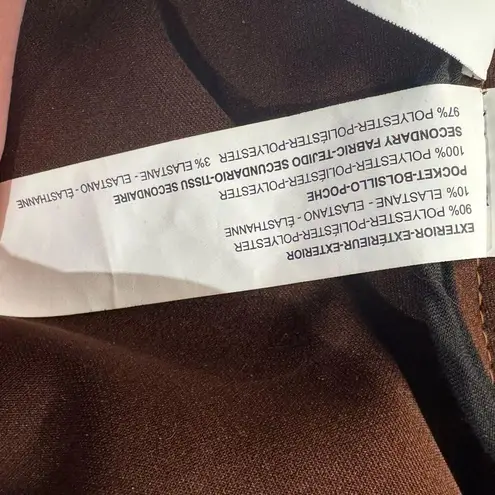 EXTERIOR-EXTÉRIEUR-EXTERIOR
90% POLYESTER-POLIÉSTER-POLYESTER
10% ELASTANE - ELASTANO - ÉLASTHANNE
POCKET-BOLSILLO-POCHE
100% POLYESTER-POLIÉSTER-POLYESTER
SECONDARY FABRIC-TEJIDO SECUNDARIO-TISSU SECONDAIRE
97% POLYESTER-POLIÉSTER-POLYESTER 3% ELASTANE - ELASTANO - ÉLASTHANNE